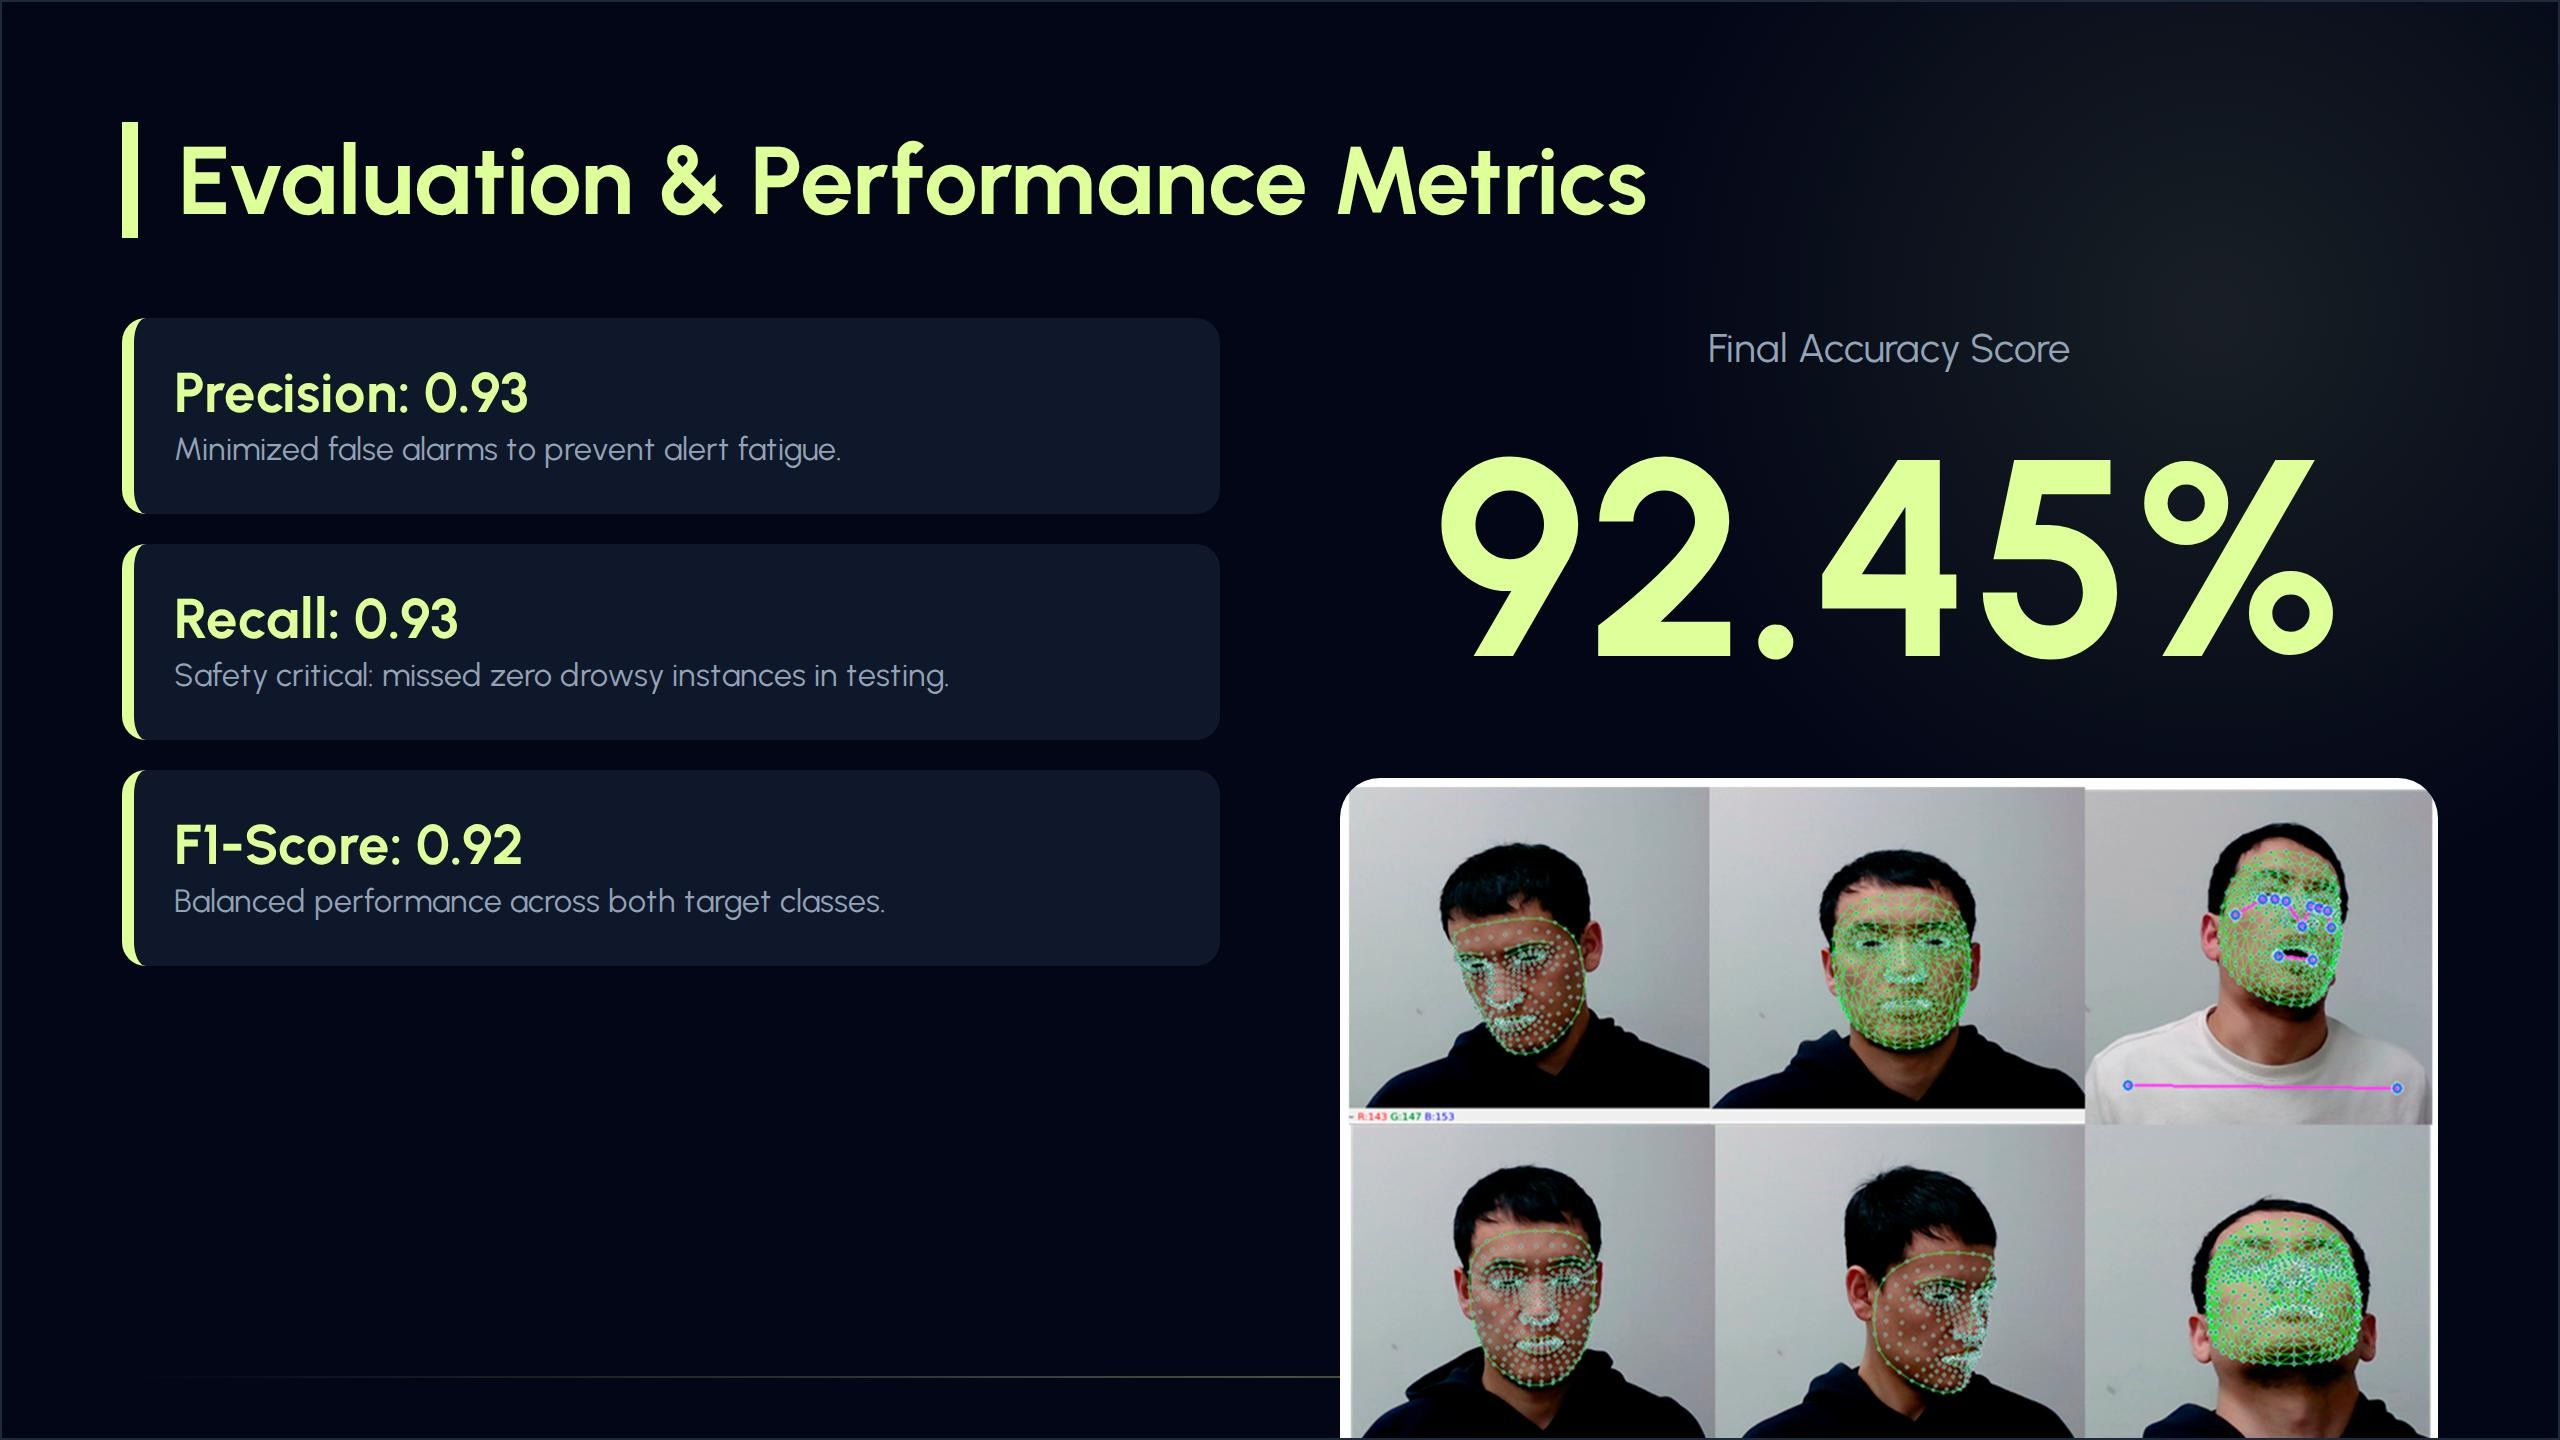 Evaluation & Performance Metrics
Precision: 0.93
Minimized false alarms to prevent alert fatigue.
Recall: 0.93
Safety critical: missed zero drowsy instances in testing.
F1-Score: 0.92
Balanced performance across both target classes.
Final Accuracy Score
92.45%
~ R:143 G:147 B:153